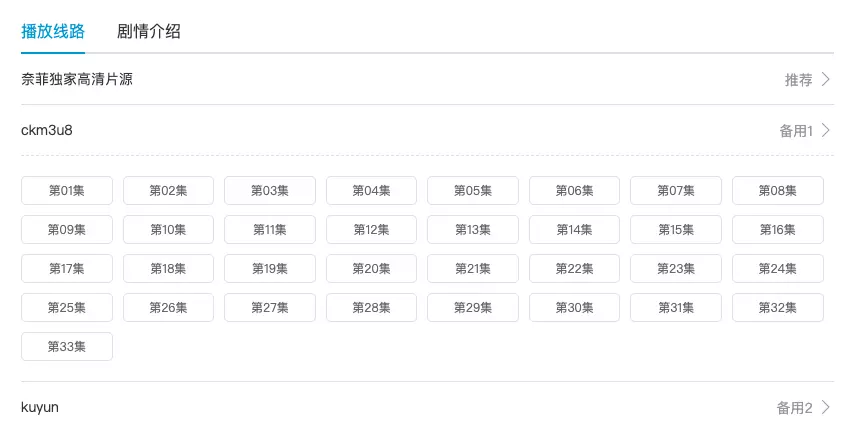 播放线路 剧情介绍
奈菲独家高清片源 推荐
ckm3u8 备用1
第01集 第02集 第03集 第04集 第05集 第06集 第07集 第08集
第09集 第10集 第11集 第12集 第13集 第14集 第15集 第16集
第17集 第18集 第19集 第20集 第21集 第22集 第23集 第24集
第25集 第26集 第27集 第28集 第29集 第30集 第31集 第32集
第33集
kuyun 备用2